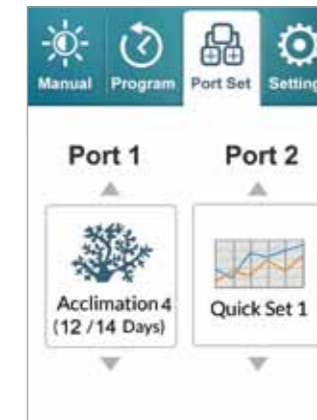 Manual Program Port Set Setting
Port 1 Port 2
Acclimation 4
(12 /14 Days)
Quick Set 1